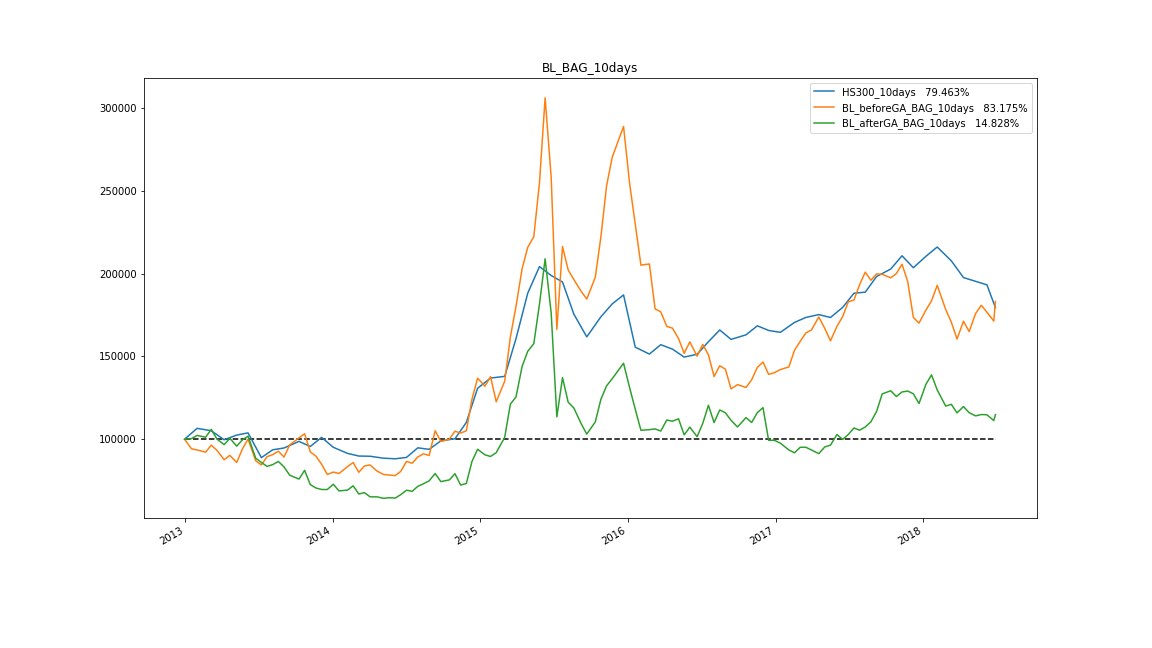 BL_BAG_10days
HS300_10days 79.463%
BL_beforeGA_BAG_10days 83.175%
BL_afterGA_BAG_10days 14.828%
300000
250000
200000
150000
100000
2013 2014 2015 2016 2017 2018